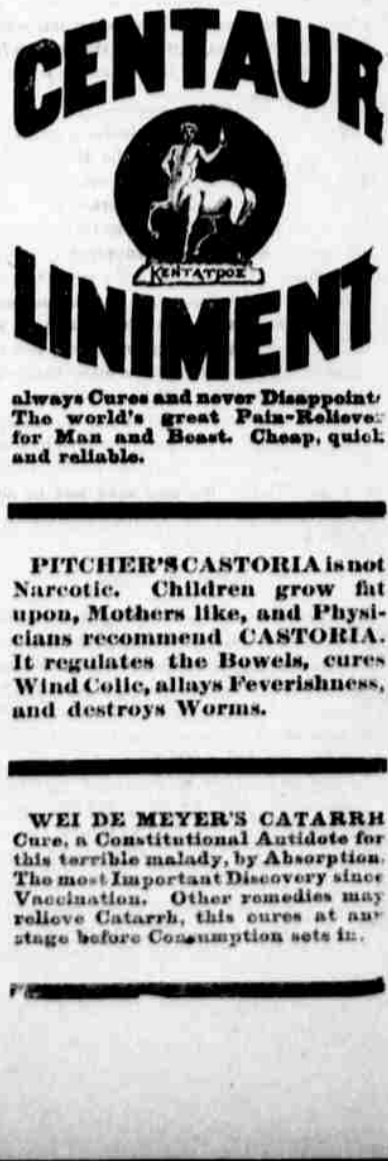 CENTAUR
KENTATPOE
LINIMENT
always Cures and never Disappoint
The world's great Pain-Reliever
for Man and Beast. Cheap, quick
and reliable.
PITCHER'S CASTORIA is not
Narcotic. Children grow fat
upon, Mothers like, and Physi-
cians recommend CASTORIA.
It regulates the Bowels, cures
Wind Colic, allays Feverishness,
and destroys Worms.
WEI DE MEYER'S CATARRH
Cure, a Constitutional Antidote for
this terrible malady, by Absorption.
The most Important Discovery since
Vaccination. Other remedies may
relieve Catarrh, this cures at any
stage before Consumption sets in.